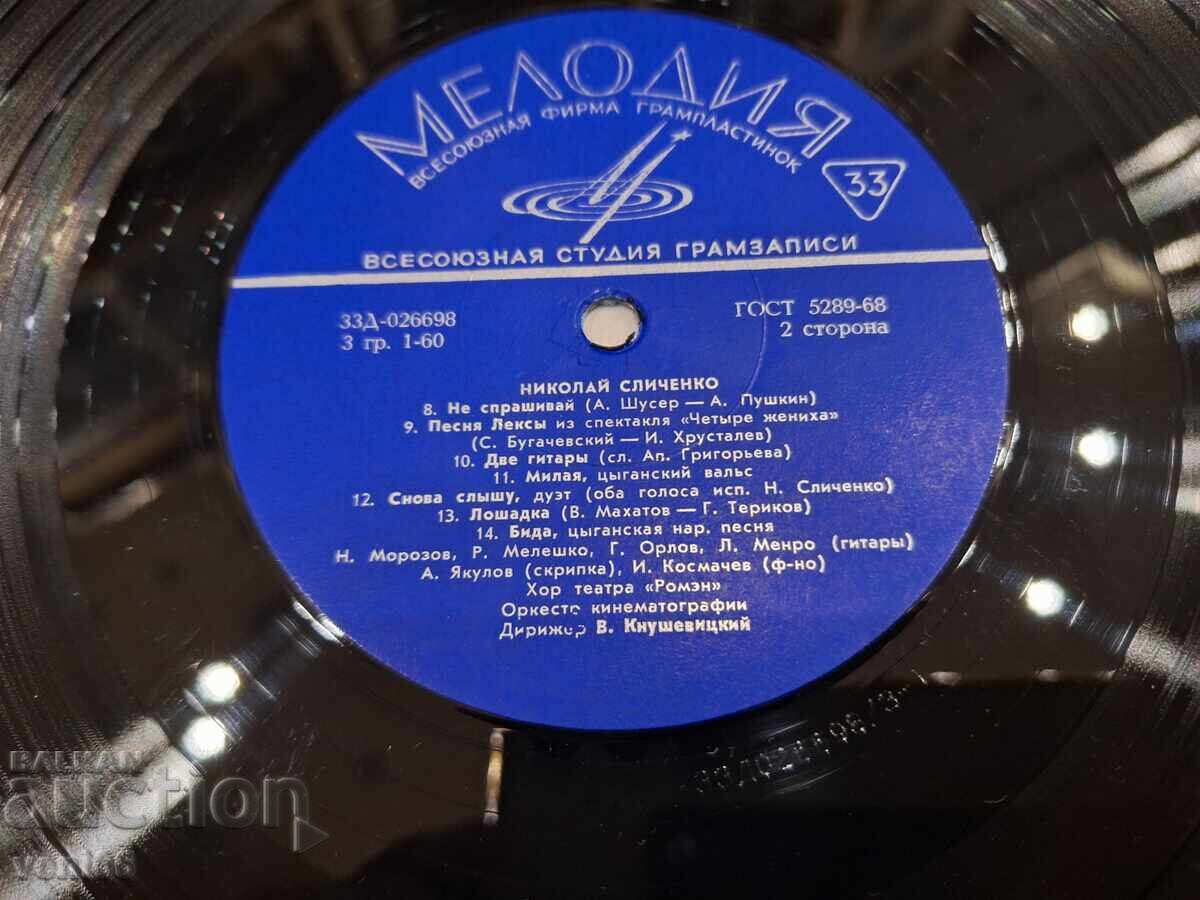 МЕЛОДИЯ
ВСЕСОЮЗНАЯ ФИРМА ГРАМПЛАСТИНОК
33
ВСЕСОЮЗНАЯ СТУДИЯ ГРАМЗАПИСИ
33Д-026698
ГОСТ 5289-68
3 гр. 1-60
2 сторона
НИКОЛАЙ СЛИЧЕНКО
8. Не спрашивай (А. Шусер — А. Пушкин)
9. Песня Лексы из спектакля «Четыре жениха»
(С. Бугачевский — И. Хрусталев)
10. Две гитары (сл. Ап. Григорьева)
11. Милая, цыганский вальс
12. Снова слышу, дуэт (оба голоса исп. Н. Сличенко)
13. Лошадка (В. Махатов — Г. Териков)
14. Бида, цыганская нар. песня
Н. Морозов, Р. Мелешко, Г. Орлов, Л. Менро (гитары)
А. Якулов (скрипка), И. Космачев (ф-но)
Хор театра «Ромэн»
Оркестр кинематографии
Дирижер В. Кнушевицкий
BALKAN
auction